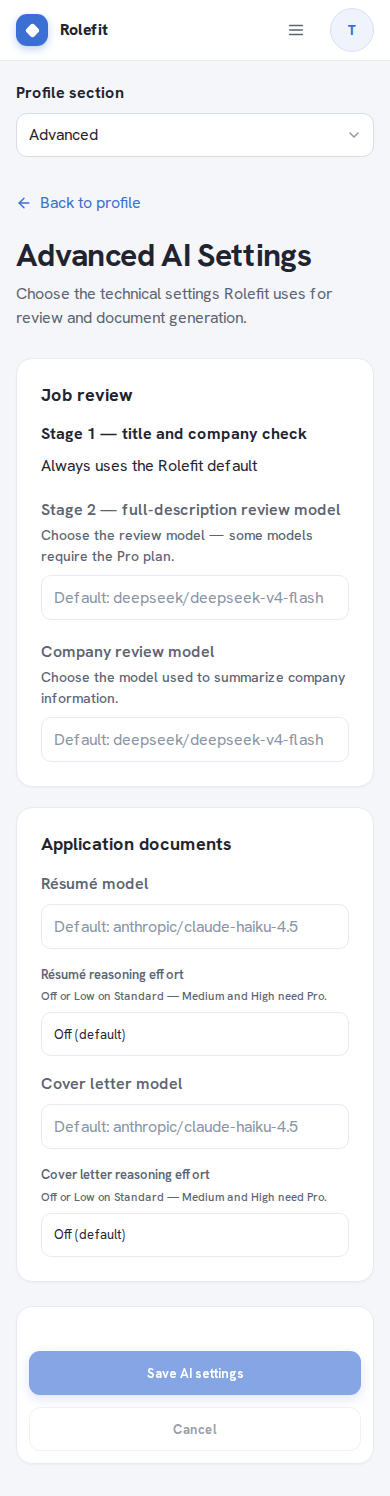 Rolefit
T
Profile section
Advanced
Back to profile
Advanced AI Settings
Choose the technical settings Rolefit uses for
review and document generation.
Job review
Stage 1 — title and company check
Always uses the Rolefit default
Stage 2 — full-description review model
Choose the review model — some models
require the Pro plan.
Default: deepseek/deepseek-v4-flash
Company review model
Choose the model used to summarize company
information.
Default: deepseek/deepseek-v4-flash
Application documents
Résumé model
Default: anthropic/claude-haiku-4.5
Résumé reasoning effort
Off or Low on Standard — Medium and High need Pro.
Off (default)
Cover letter model
Default: anthropic/claude-haiku-4.5
Cover letter reasoning effort
Off or Low on Standard — Medium and High need Pro.
Off (default)
Save AI settings
Cancel